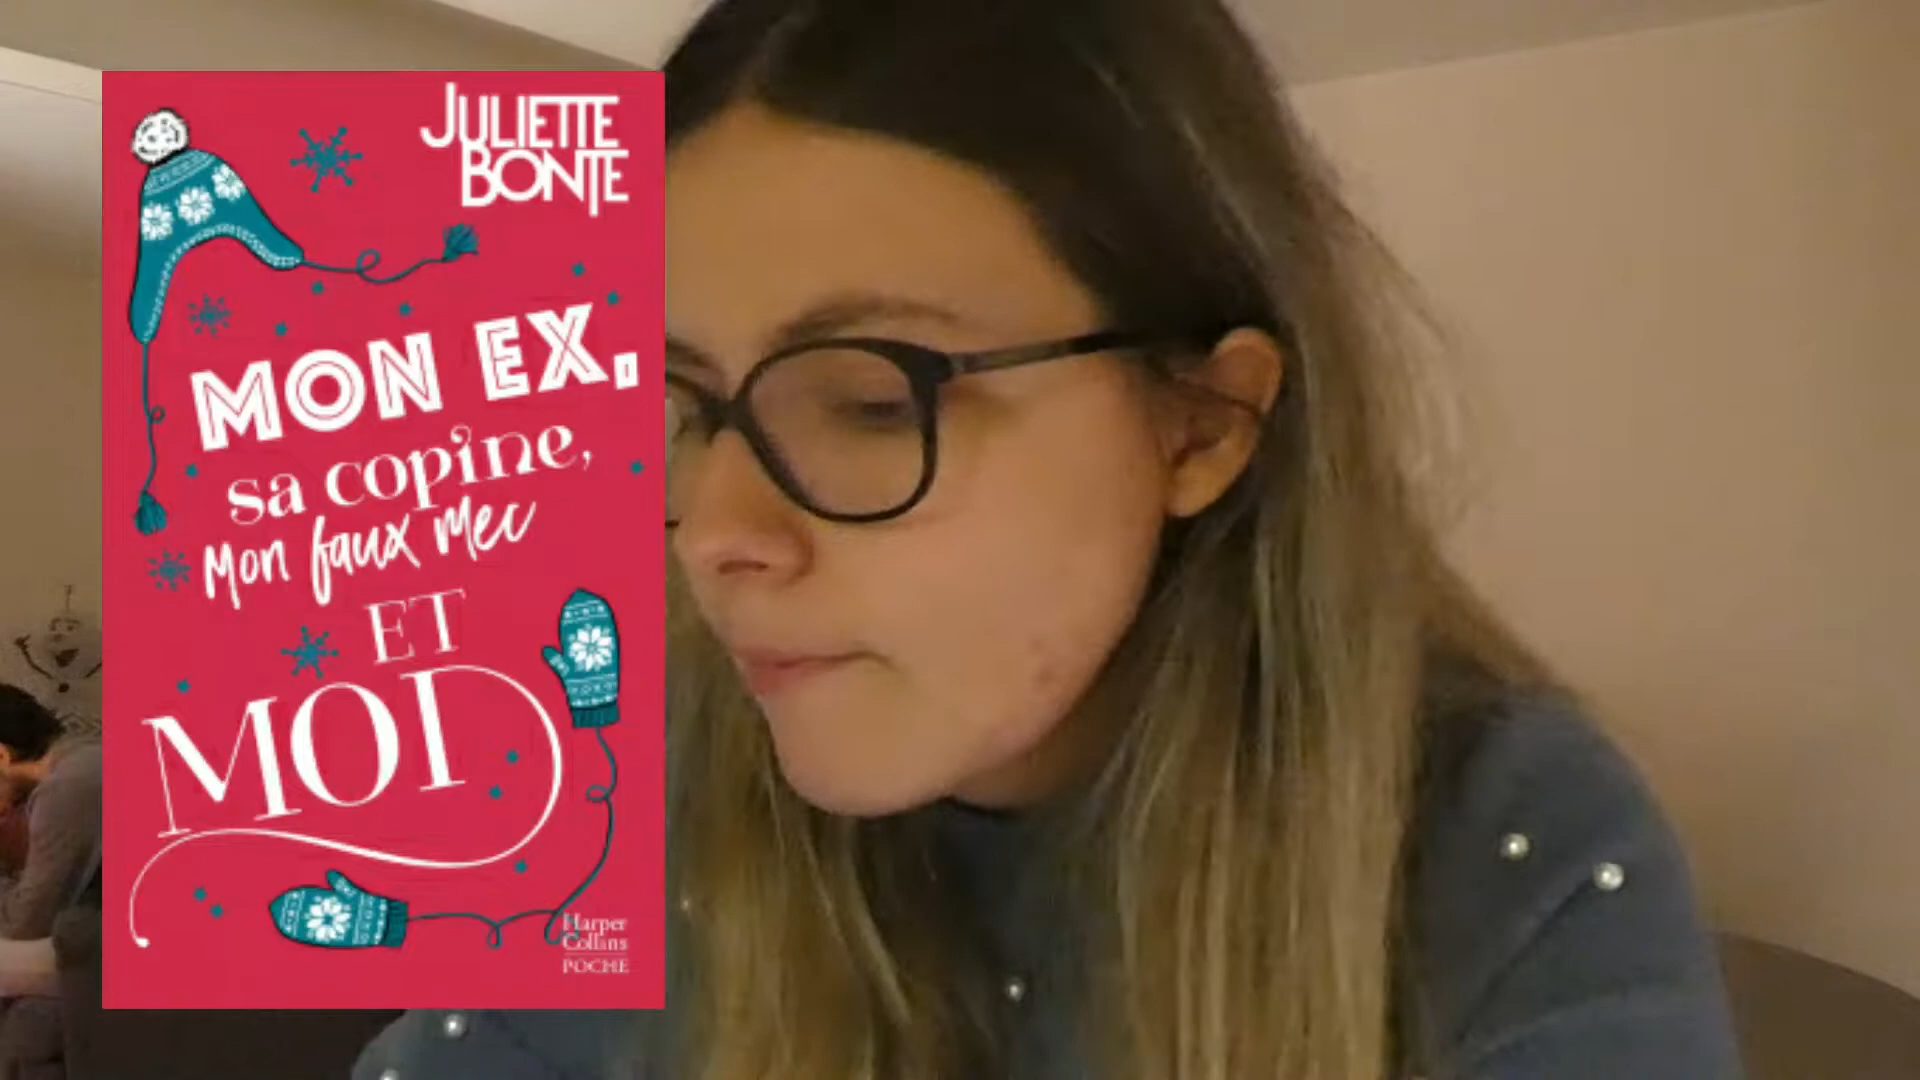 JULIETTE
BONTE
MON EX,
sa copine,
Mon faux mec
ET
MOI
Harper
Collins
POCHE